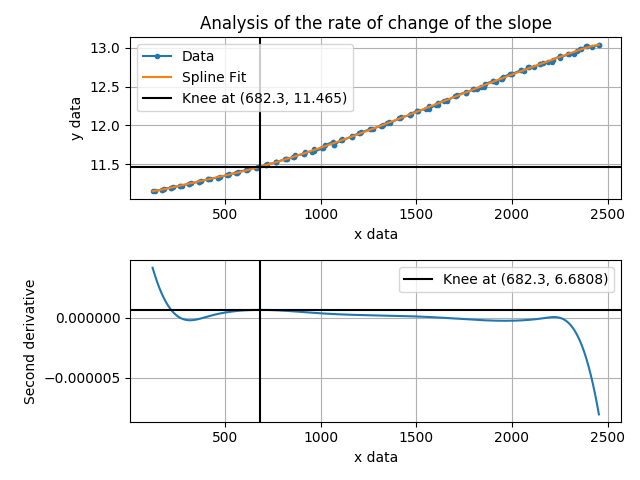 Analysis of the rate of change of the slope
13.0
12.5
12.0
11.5
y data
Data
Spline Fit
Knee at (682.3, 11.465)
500 1000 1500 2000 2500
x data
0.000000
−0.000005
Second derivative
Knee at (682.3, 6.6808)
500 1000 1500 2000 2500
x data